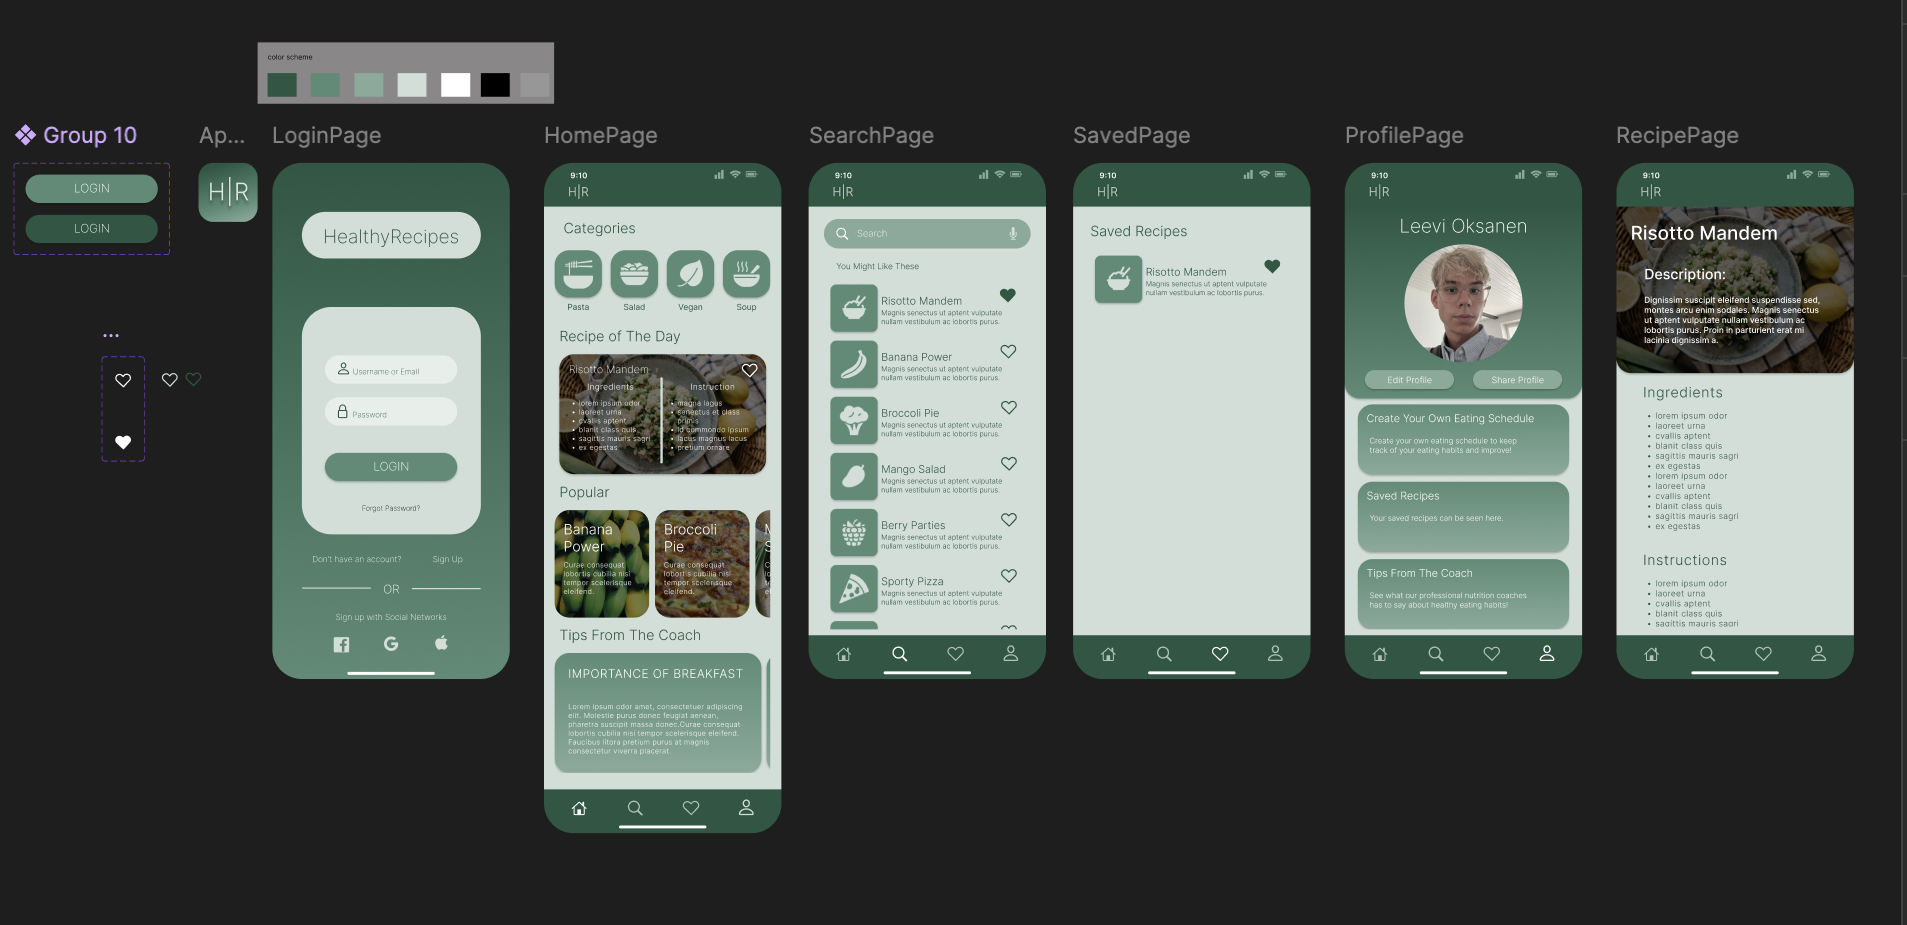 color scheme
Group 10
LOGIN
LOGIN
...
Ap...
H|R
LoginPage
HealthyRecipes
Username or Email
Password
LOGIN
Forgot Password?
Don't have an account? Sign Up
OR
Sign up with Social Networks
HomePage
9:10
H|R
Categories
Pasta Salad Vegan Soup
Recipe of The Day
Risotto Mandem
Ingredients
lorem ipsum odor
laoreet urna
cvallis aptent
blanit class quis
sagittis mauris sagri
ex egestas
Instruction
magna lagus
senectus et class
primis
id commondo ipsum
lacus magnus lacus
pretium ornare
Popular
Banana
Power
Curae consequat
lobortis cubilia nisi
tempor scelerisque
eleifend.
Broccoli
Pie
Curae consequat
lobortis cubilia nisi
tempor scelerisque
eleifend.
Tips From The Coach
IMPORTANCE OF BREAKFAST
Lorem ipsum odor amet, consectetuer adipiscing
elit. Molestie purus donec feugiat aenean,
pharetra suscipit massa donec.Curae consequat
lobortis cubilia nisi tempor scelerisque eleifend.
Faucibus litora pretium purus at magnis
consectetur viverra placerat
SearchPage
9:10
H|R
Search
You Might Like These
Risotto Mandem
Magnis senectus ut aptent vulputate
nullam vestibulum ac lobortis purus.
Banana Power
Magnis senectus ut aptent vulputate
nullam vestibulum ac lobortis purus.
Broccoli Pie
Magnis senectus ut aptent vulputate
nullam vestibulum ac lobortis purus.
Mango Salad
Magnis senectus ut aptent vulputate
nullam vestibulum ac lobortis purus.
Berry Parties
Magnis senectus ut aptent vulputate
nullam vestibulum ac lobortis purus.
Sporty Pizza
Magnis senectus ut aptent vulputate
nullam vestibulum ac lobortis purus.
SavedPage
9:10
H|R
Saved Recipes
Risotto Mandem
Magnis senectus ut aptent vulputate
nullam vestibulum ac lobortis purus.
ProfilePage
9:10
H|R
Leevi Oksanen
Edit Profile Share Profile
Create Your Own Eating Schedule
Create your own eating schedule to keep
track of your eating habits and improve!
Saved Recipes
Your saved recipes can be seen here.
Tips From The Coach
See what our professional nutrition coaches
has to say about healthy eating habits!
RecipePage
9:10
H|R
Risotto Mandem
Description:
Dignissim suscipit eleifend suspendisse sed,
montes arcu enim sodales. Magnis senectus
ut aptent vulputate nullam vestibulum ac
lobortis purus. Proin in parturient erat mi
lacinia dignissim a.
Ingredients
lorem ipsum odor
laoreet urna
cvallis aptent
blanit class quis
sagittis mauris sagri
ex egestas
lorem ipsum odor
laoreet urna
cvallis aptent
blanit class quis
sagittis mauris sagri
ex egestas
Instructions
lorem ipsum odor
laoreet urna
cvallis aptent
blanit class quis
sagittis mauris sagri